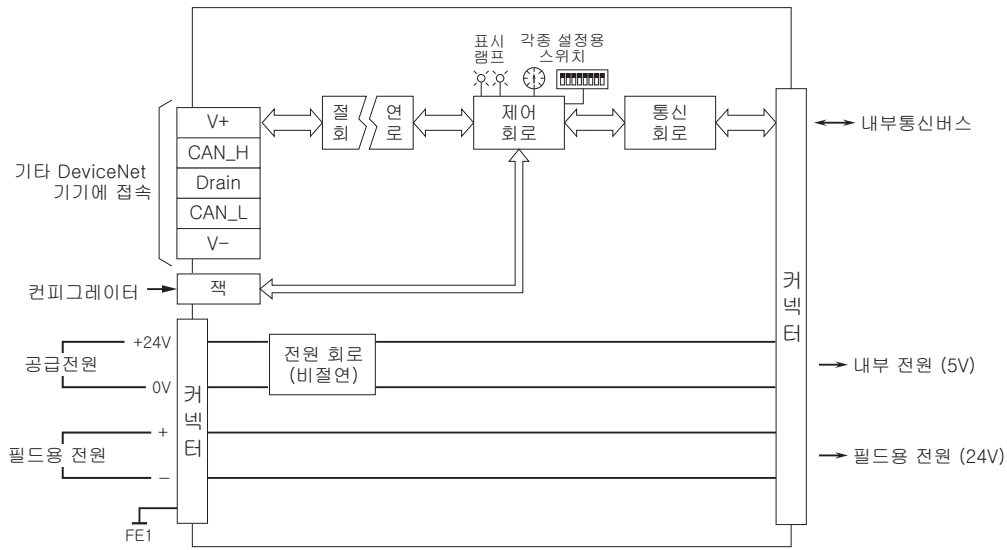 표시
램프
각종 설정용
스위치
V+
CAN_H
Drain
CAN_L
V-
기타 DeviceNet
기기에 접속
절 연
회 로
제어
회로
통신
회로
내부통신버스
컨피그레이터
잭
커넥터
+24V
공급전원
0V
전원 회로
(비절연)
내부 전원 (5V)
커넥터
+
필드용 전원
-
필드용 전원 (24V)
FE1